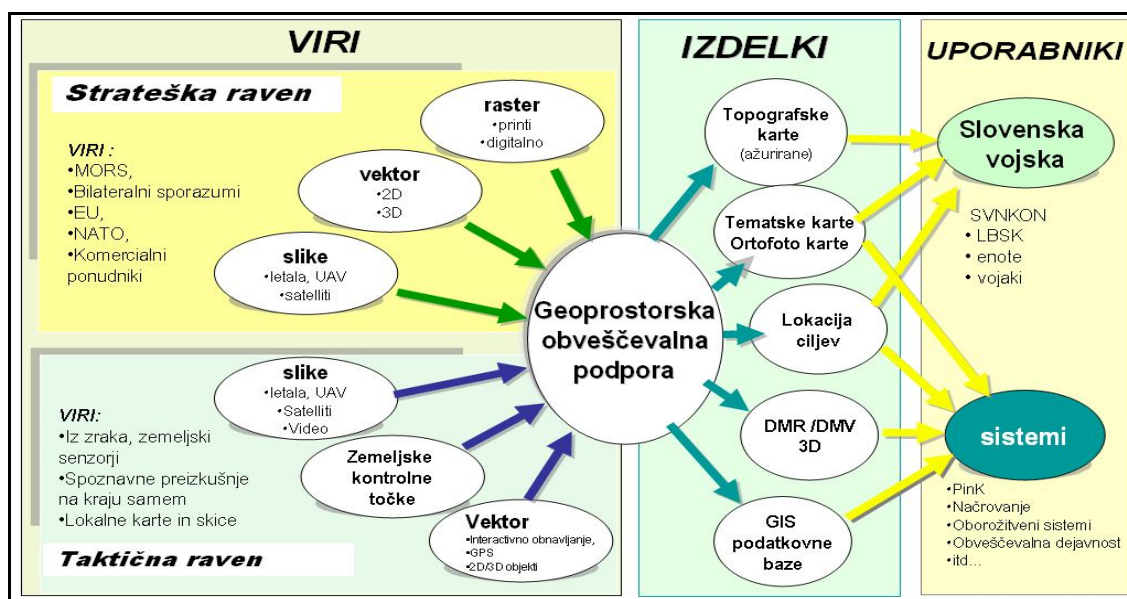 VIRI
Strateška raven
VIRI :
•MORS,
•Bilateralni sporazumi
•EU,
•NATO,
•Komercialni
ponudniki
raster
•printi
•digitalno
vektor
•2D
•3D
slike
•letala, UAV
•satelliti
slike
•letala, UAV
•Satelliti
•Video
Zemeljske
kontrolne
točke
Vektor
•Interactivno obnavljanje,
•GPS
•2D/3D objekti
VIRI:
•Iz zraka, zemeljski
senzorji
•Spoznavne preizkušnje
na kraju samem
•Lokalne karte in skice
Taktična raven
Geoprostorska
obveščevalna
podpora
IZDELKI
Topografske
karte
(ažurirane)
Tematske karte
Ortofoto karte
Lokacija
ciljev
DMR /DMV
3D
GIS
podatkovne
baze
UPORABNIKI
Slovenska
vojska
SVNKON
• LBSK
• enote
• vojaki
sistemi
•PinK
•Načrovanje
•Oborožitveni sistemi
•Obveščevalna dejavnost
•itd...